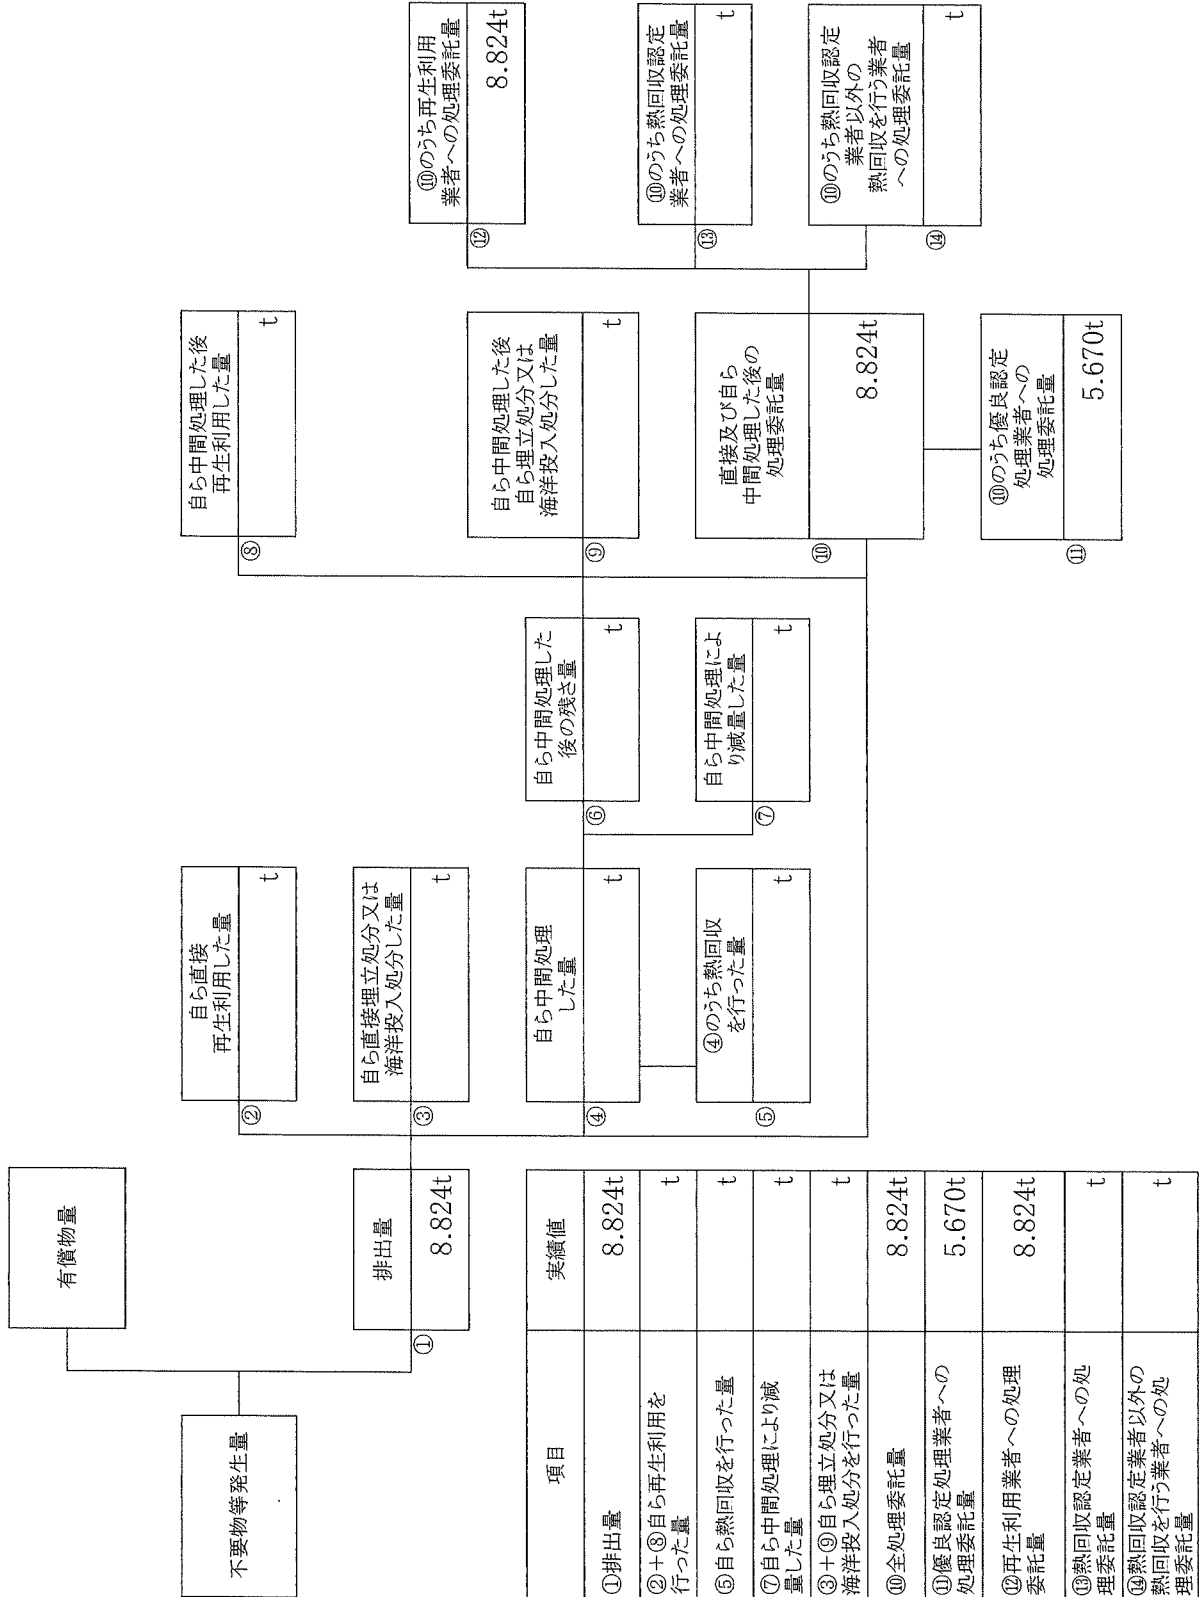 不要物等発生量
有償物量
排出量
① 8.824t
自ら直接
再生利用した量
② t
自ら直接埋立処分又は
海洋投入処分した量
③ t
自ら中間処理
した量
④ t
④のうち熱回収
を行った量
⑤ t
自ら中間処理した
後の残さ量
⑥ t
自ら中間処理によ
り減量した量
⑦ t
自ら中間処理した後
再生利用した量
⑧ t
自ら中間処理した後
自ら埋立処分又は
海洋投入処分した量
⑨ t
直接及び自ら
中間処理した後の
処理委託量
⑩ 8.824t
⑩のうち優良認定
処理業者への
処理委託量
⑪ 5.670t
⑩のうち再生利用
業者への処理委託量
⑫ 8.824t
⑩のうち熱回収認定
業者への処理委託量
⑬ t
⑩のうち熱回収認定
業者以外の
熱回収を行う業者
への処理委託量
⑭ t
項目 実績値
①排出量 8.824t
②+⑧自ら再生利用を
行った量 t
⑤自ら熱回収を行った量 t
⑦自ら中間処理により減
量した量 t
③+⑨自ら埋立処分又は
海洋投入処分を行った量 t
⑩全処理委託量 8.824t
⑪優良認定処理業者への
処理委託量 5.670t
⑫再生利用業者への処理
委託量 8.824t
⑬熱回収認定業者への処
理委託量 t
⑭熱回収認定業者以外の
熱回収を行う業者への処
理委託量 t